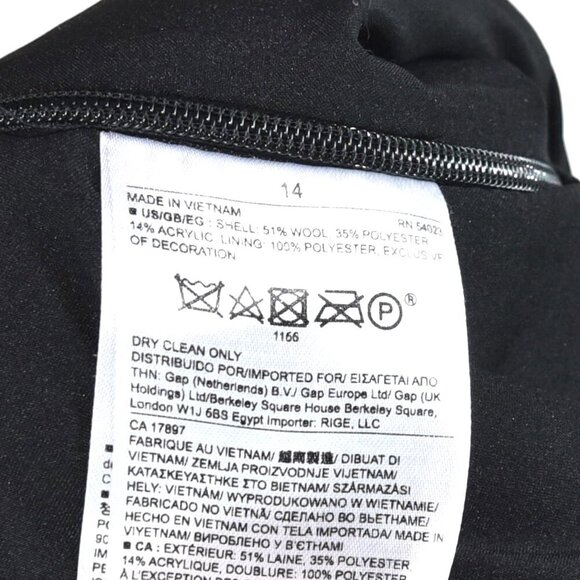 14
MADE IN VIETNAM RN 54023
■ US/GB/EG : SHELL: 51% WOOL, 35% POLYESTER,
14% ACRYLIC, LINING: 100% POLYESTER, EXCLUSIVE
OF DECORATION
P
1166
DRY CLEAN ONLY
DISTRIBUIDO POR/IMPORTED FOR/ ΕΙΣΑΓΕΤΑΙ ΑΠΟ
ΤΗΝ: Gap (Netherlands) B.V./ Gap Europe Ltd/ Gap (UK
Holdings) Ltd/Berkeley Square House Berkeley Square,
London W1J 6BS Egypt Importer: RIGE, LLC
CA 17897
FABRIQUE AU VIETNAM/ 越南製造/ DIBUAT DI
VIETNAM/ ZEMLJA PROIZVODNJE VIJETNAM/
ΚΑΤΑΣΚΕΥΑΣΤΗΚΕ ΣΤΟ ΒΙΕΤΝΑΜ/ SZÁRMAZÁSI
HELY: VIETNÁM/ WYPRODUKOWANO W WIETNAMIE/
FABRICADO NO VIETNÃ/ СДЕЛАНО ВО ВЬЕТНАМЕ/
HECHO EN VIETNAM CON TELA IMPORTADA/ MADE IN
VIYETNAM/ ВИРОБЛЕНО У В'ЄТНАМІ
■ CA : EXTÉRIEUR: 51% LAINE, 35% POLYESTER,
14% ACRYLIQUE, DOUBLURE: 100% POLYESTER,
À L'EXCEPTION DES